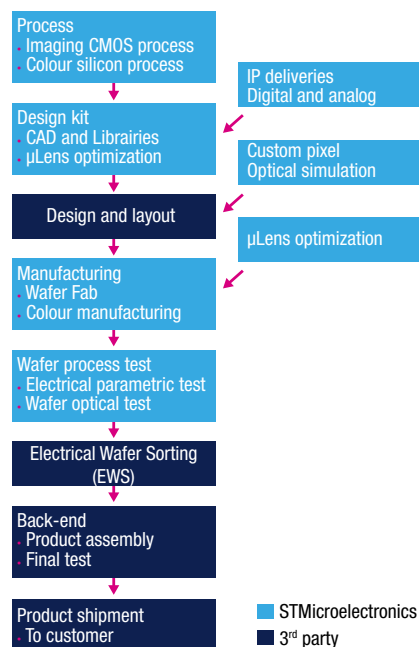 Process
• Imaging CMOS process
• Colour silicon process
IP deliveries
Digital and analog
Design kit
• CAD and Librairies
• µLens optimization
Custom pixel
Optical simulation
Design and layout
µLens optimization
Manufacturing
• Wafer Fab
• Colour manufacturing
Wafer process test
• Electrical parametric test
• Wafer optical test
Electrical Wafer Sorting
(EWS)
Back-end
• Product assembly
• Final test
Product shipment
• To customer
STMicroelectronics
3rd party